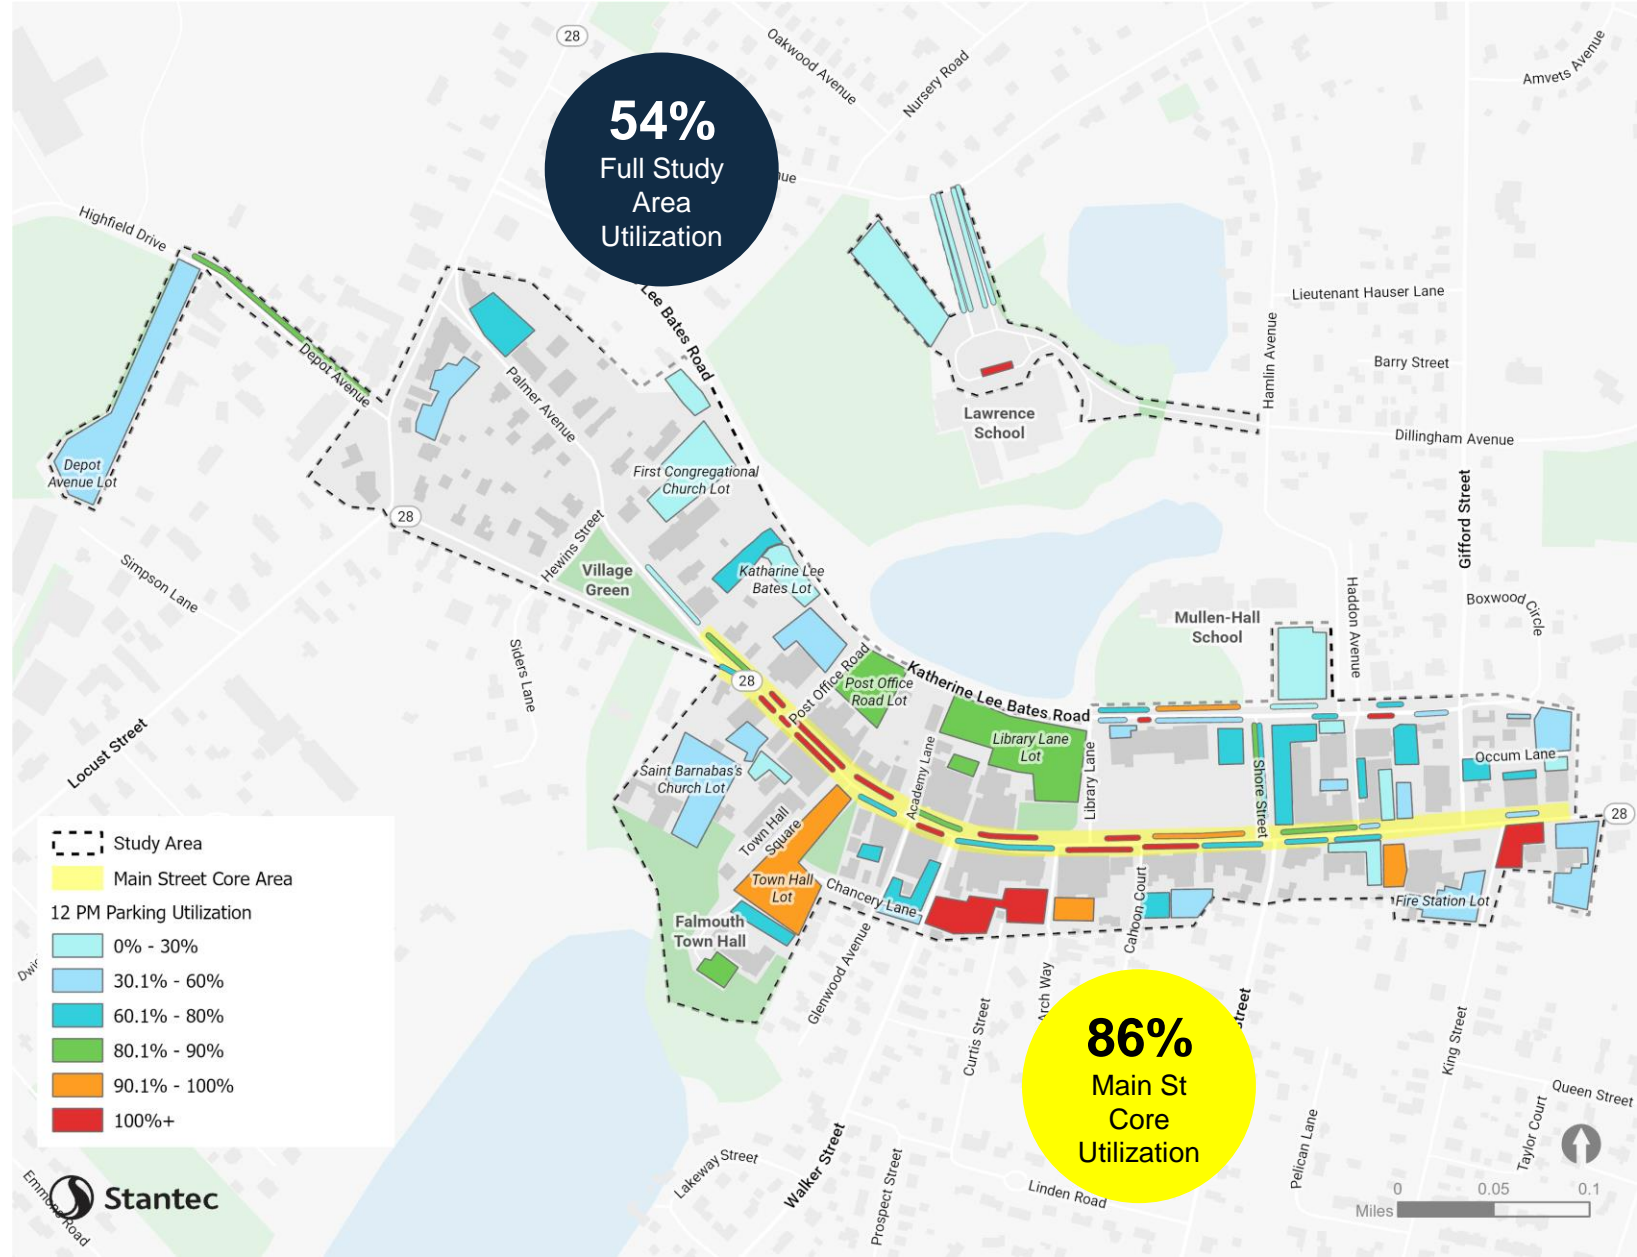 28
Oakwood Avenue
Nursery Road
Amvets Avenue
54%
Full Study
Area
Utilization
nue
Highfield Drive
Lee Bates Road
Lieutenant Hauser Lane
Hamlin Avenue
Barry Street
Depot Avenue
Palmer Avenue
Lawrence
School
Dillingham Avenue
Depot
Avenue Lot
First Congregational
Church Lot
Gifford Street
28
Hewins Street
Simpson Lane
Village
Green
Katharine Lee
Bates Lot
Haddon Avenue
Boxwood Circle
Mullen-Hall
School
Siders Lane
28
Post Office Road
Post Office
Road Lot
Katherine Lee Bates Road
Locust Street
Library Lane
Lot
Academy Lane
Library Lane
Shore Street
Occum Lane
Saint Barnabas's
Church Lot
Town Hall
Square
28
Town Hall
Lot
Chancery Lane
Fire Station Lot
Falmouth
Town Hall
Cahoon Court
Glenwood Avenue
Study Area
Main Street Core Area
12 PM Parking Utilization
0% - 30%
30.1% - 60%
60.1% - 80%
80.1% - 90%
90.1% - 100%
100%+
Curtis Street
Arch Way
86%
Main St
Core
Utilization
treet
King Street
Queen Street
Taylor Court
Pelican Lane
Lakeway Street
Walker Street
Prospect Street
Linden Road
0 0.05 0.1
Miles
Stantec
Road